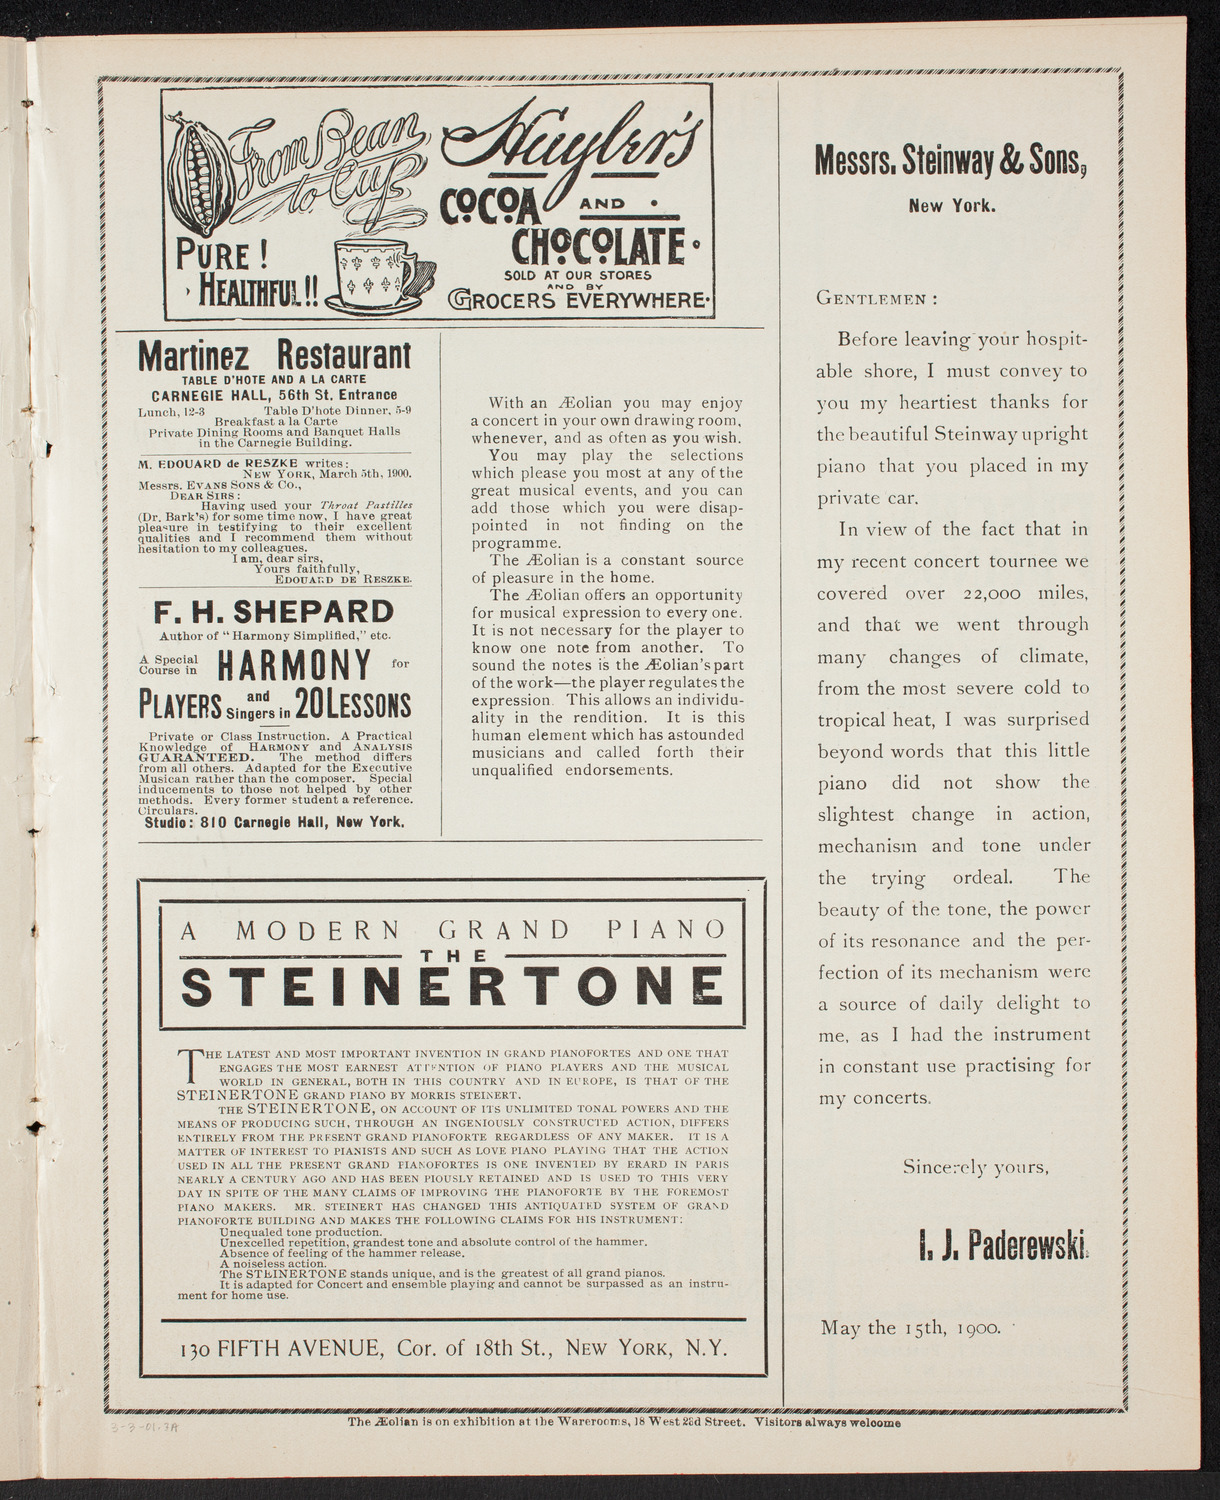 From Bean
to Cup
PURE!
HEALTHFUL!!
Huyler's
COCOA AND
CHOCOLATE
SOLD AT OUR STORES
AND BY
GROCERS EVERYWHERE.
Martinez Restaurant
TABLE D'HOTE AND A LA CARTE
CARNEGIE HALL, 56th St. Entrance
Lunch, 12-3 Table D'hote Dinner, 5-9
Breakfast a la Carte
Private Dining Rooms and Banquet Halls
in the Carnegie Building.
M. EDOUARD de RESZKE writes:
NEW YORK, March 5th, 1900.
Messrs. EVANS SONS & CO.,
DEAR SIRS:
Having used your Throat Pastilles
(Dr. Bark's) for some time now, I have great
pleasure in testifying to their excellent
qualities and I recommend them without
hesitation to my colleagues.
I am, dear sirs,
Yours faithfully,
EDOUARD DE RESZKE.
F. H. SHEPARD
Author of "Harmony Simplified," etc.
A Special
Course in HARMONY for
PLAYERS and
Singers in 20 LESSONS
Private or Class Instruction. A Practical
Knowledge of HARMONY and ANALYSIS
GUARANTEED. The method differs
from all others. Adapted for the Executive
Musican rather than the composer. Special
inducements to those not helped by other
methods. Every former student a reference.
Circulars.
Studio: 810 Carnegie Hall, New York.
With an Æolian you may enjoy
a concert in your own drawing room,
whenever, and as often as you wish.
You may play the selections
which please you most at any of the
great musical events, and you can
add those which you were disap-
pointed in not finding on the
programme.
The Æolian is a constant source
of pleasure in the home.
The Æolian offers an opportunity
for musical expression to every one.
It is not necessary for the player to
know one note from another. To
sound the notes is the Æolian's part
of the work—the player regulates the
expression. This allows an individu-
ality in the rendition. It is this
human element which has astounded
musicians and called forth their
unqualified endorsements.
A MODERN GRAND PIANO
THE
STEINERTONE
THE LATEST AND MOST IMPORTANT INVENTION IN GRAND PIANOFORTES AND ONE THAT
ENGAGES THE MOST EARNEST ATTENTION OF PIANO PLAYERS AND THE MUSICAL
WORLD IN GENERAL, BOTH IN THIS COUNTRY AND IN EUROPE, IS THAT OF THE
STEINERTONE GRAND PIANO BY MORRIS STEINERT.
THE STEINERTONE, ON ACCOUNT OF ITS UNLIMITED TONAL POWERS AND THE
MEANS OF PRODUCING SUCH, THROUGH AN INGENIOUSLY CONSTRUCTED ACTION, DIFFERS
ENTIRELY FROM THE PRESENT GRAND PIANOFORTE REGARDLESS OF ANY MAKER. IT IS A
MATTER OF INTEREST TO PIANISTS AND SUCH AS LOVE PIANO PLAYING THAT THE ACTION
USED IN ALL THE PRESENT GRAND PIANOFORTES IS ONE INVENTED BY ERARD IN PARIS
NEARLY A CENTURY AGO AND HAS BEEN PIOUSLY RETAINED AND IS USED TO THIS VERY
DAY IN SPITE OF THE MANY CLAIMS OF IMPROVING THE PIANOFORTE BY THE FOREMOST
PIANO MAKERS. MR. STEINERT HAS CHANGED THIS ANTIQUATED SYSTEM OF GRAND
PIANOFORTE BUILDING AND MAKES THE FOLLOWING CLAIMS FOR HIS INSTRUMENT:
Unequaled tone production.
Unexcelled repetition, grandest tone and absolute control of the hammer.
Absence of feeling of the hammer release.
A noiseless action.
The STEINERTONE stands unique, and is the greatest of all grand pianos.
It is adapted for Concert and ensemble playing and cannot be surpassed as an instru-
ment for home use.
130 FIFTH AVENUE, Cor. of 18th St., NEW YORK, N.Y.
Messrs. Steinway & Sons,
New York.
GENTLEMEN:
Before leaving your hospit-
able shore, I must convey to
you my heartiest thanks for
the beautiful Steinway upright
piano that you placed in my
private car.
In view of the fact that in
my recent concert tournee we
covered over 22,000 miles,
and that we went through
many changes of climate,
from the most severe cold to
tropical heat, I was surprised
beyond words that this little
piano did not show the
slightest change in action,
mechanism and tone under
the trying ordeal. The
beauty of the tone, the power
of its resonance and the per-
fection of its mechanism were
a source of daily delight to
me, as I had the instrument
in constant use practising for
my concerts.
Sincerely yours,
I. J. Paderewski.
May the 15th, 1900.
The Æolian is on exhibition at the Warerooms, 18 West 23d Street. Visitors always welcome
3-3-01.3A